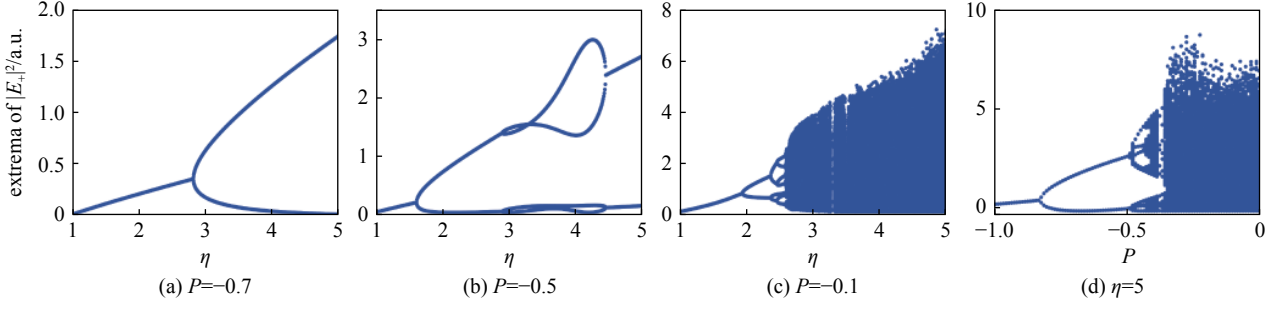 extrema of |E₊|²/a.u.
2.0
1.5
1.0
0.5
0
1 2 3 4 5
η
(a) P=−0.7
3
2
1
0
1 2 3 4 5
η
(b) P=−0.5
8
6
4
2
0
1 2 3 4 5
η
(c) P=−0.1
10
5
0
−1.0 −0.5 0
P
(d) η=5